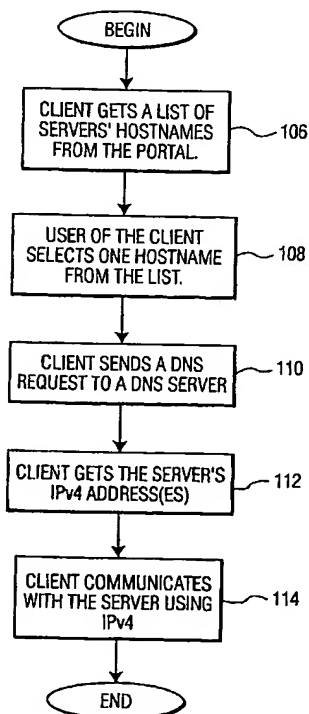 BEGIN
CLIENT GETS A LIST OF
SERVERS' HOSTNAMES
FROM THE PORTAL.
106
USER OF THE CLIENT
SELECTS ONE HOSTNAME
FROM THE LIST.
108
CLIENT SENDS A DNS
REQUEST TO A DNS SERVER
110
CLIENT GETS THE SERVER'S
IPv4 ADDRESS(ES)
112
CLIENT COMMUNICATES
WITH THE SERVER USING
IPv4
114
END